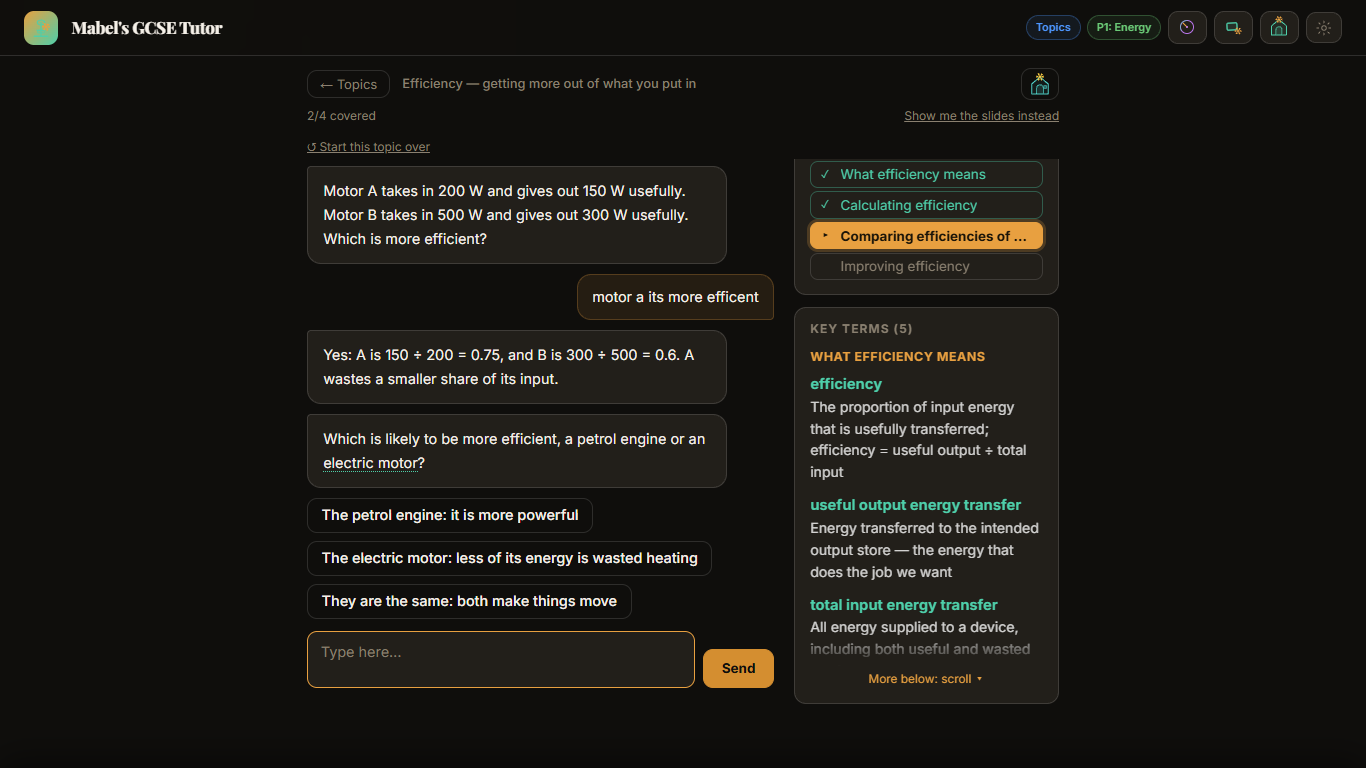 Mabel's GCSE Tutor
Topics
P1: Energy
← Topics
Efficiency — getting more out of what you put in
2/4 covered
Show me the slides instead
↺ Start this topic over
Motor A takes in 200 W and gives out 150 W usefully.
Motor B takes in 500 W and gives out 300 W usefully.
Which is more efficient?
motor a its more efficent
Yes: A is 150 ÷ 200 = 0.75, and B is 300 ÷ 500 = 0.6. A
wastes a smaller share of its input.
Which is likely to be more efficient, a petrol engine or an
electric motor?
The petrol engine: it is more powerful
The electric motor: less of its energy is wasted heating
They are the same: both make things move
Type here...
Send
✓ What efficiency means
✓ Calculating efficiency
‣ Comparing efficiencies of ...
Improving efficiency
KEY TERMS (5)
WHAT EFFICIENCY MEANS
efficiency
The proportion of input energy
that is usefully transferred;
efficiency = useful output ÷ total
input
useful output energy transfer
Energy transferred to the intended
output store — the energy that
does the job we want
total input energy transfer
All energy supplied to a device,
including both useful and wasted
More below: scroll ▾